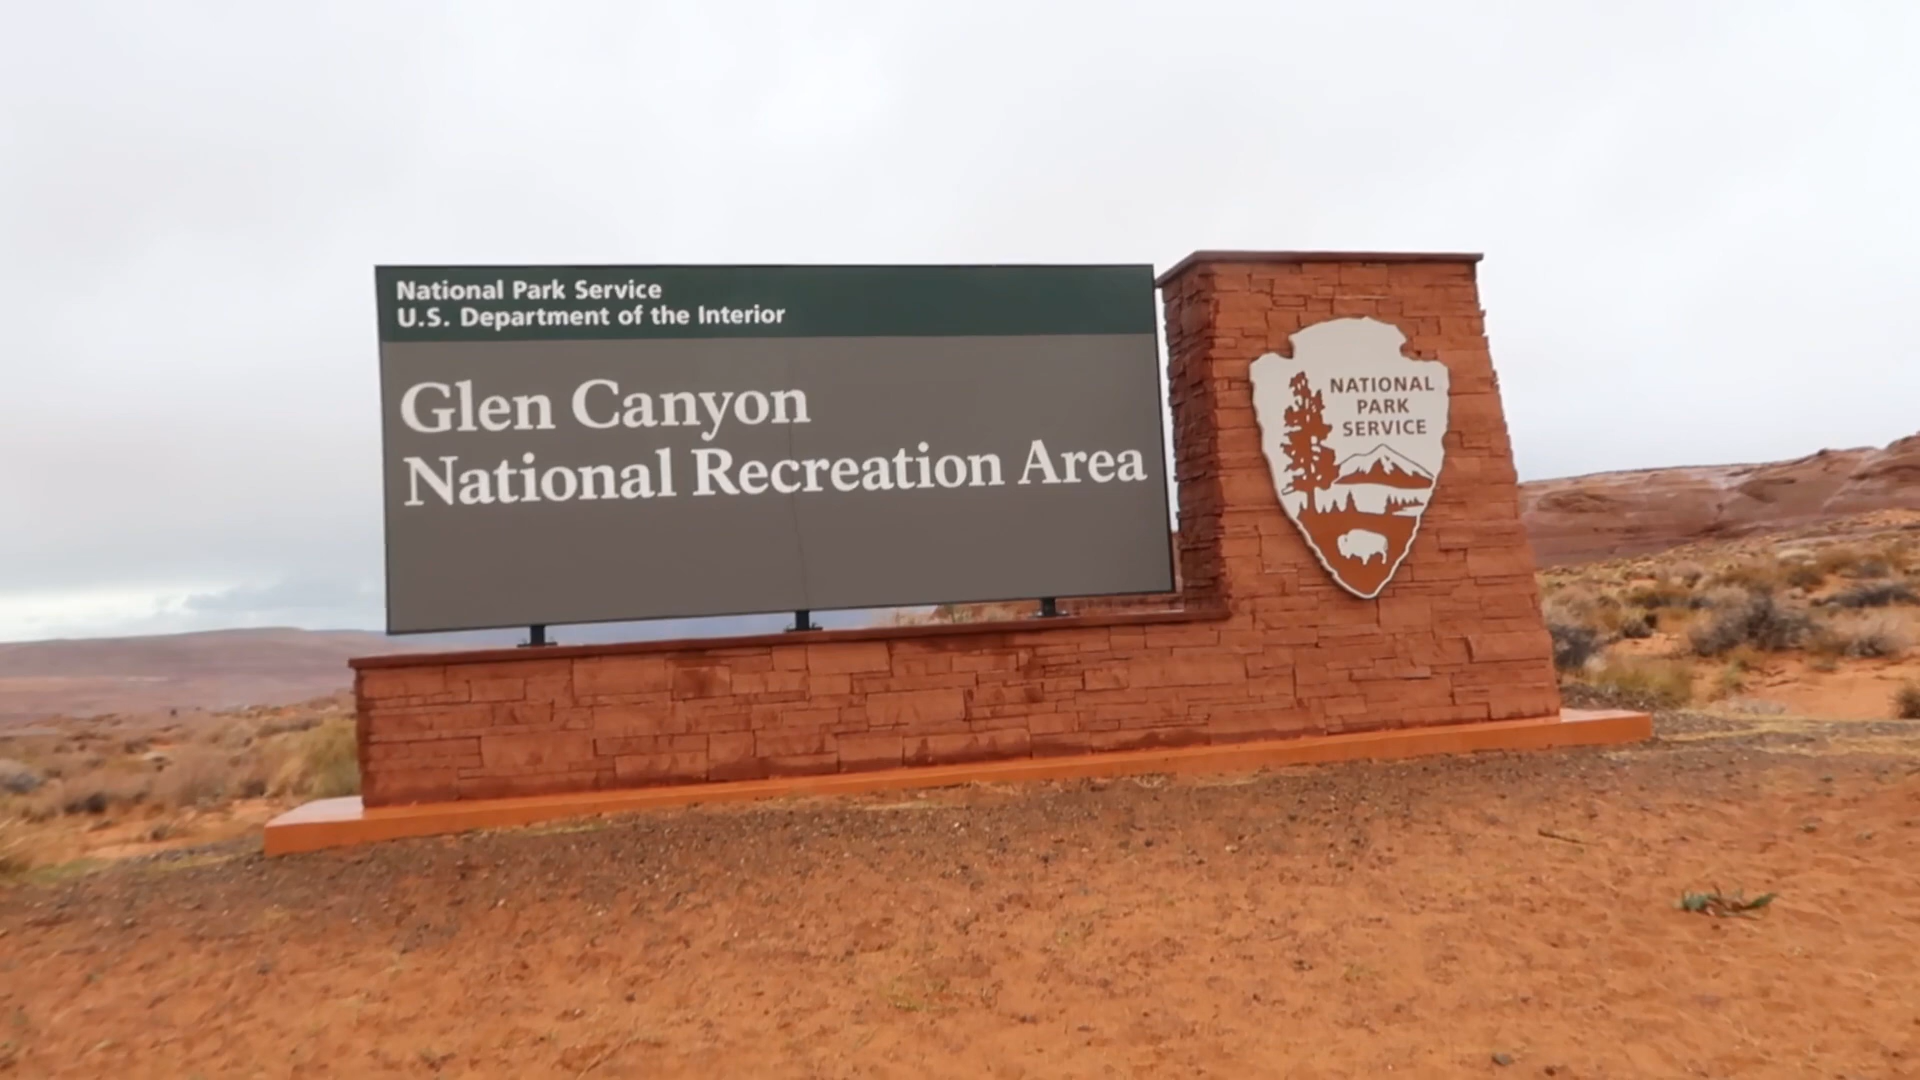 National Park Service
U.S. Department of the Interior
Glen Canyon
National Recreation Area
NATIONAL
PARK
SERVICE